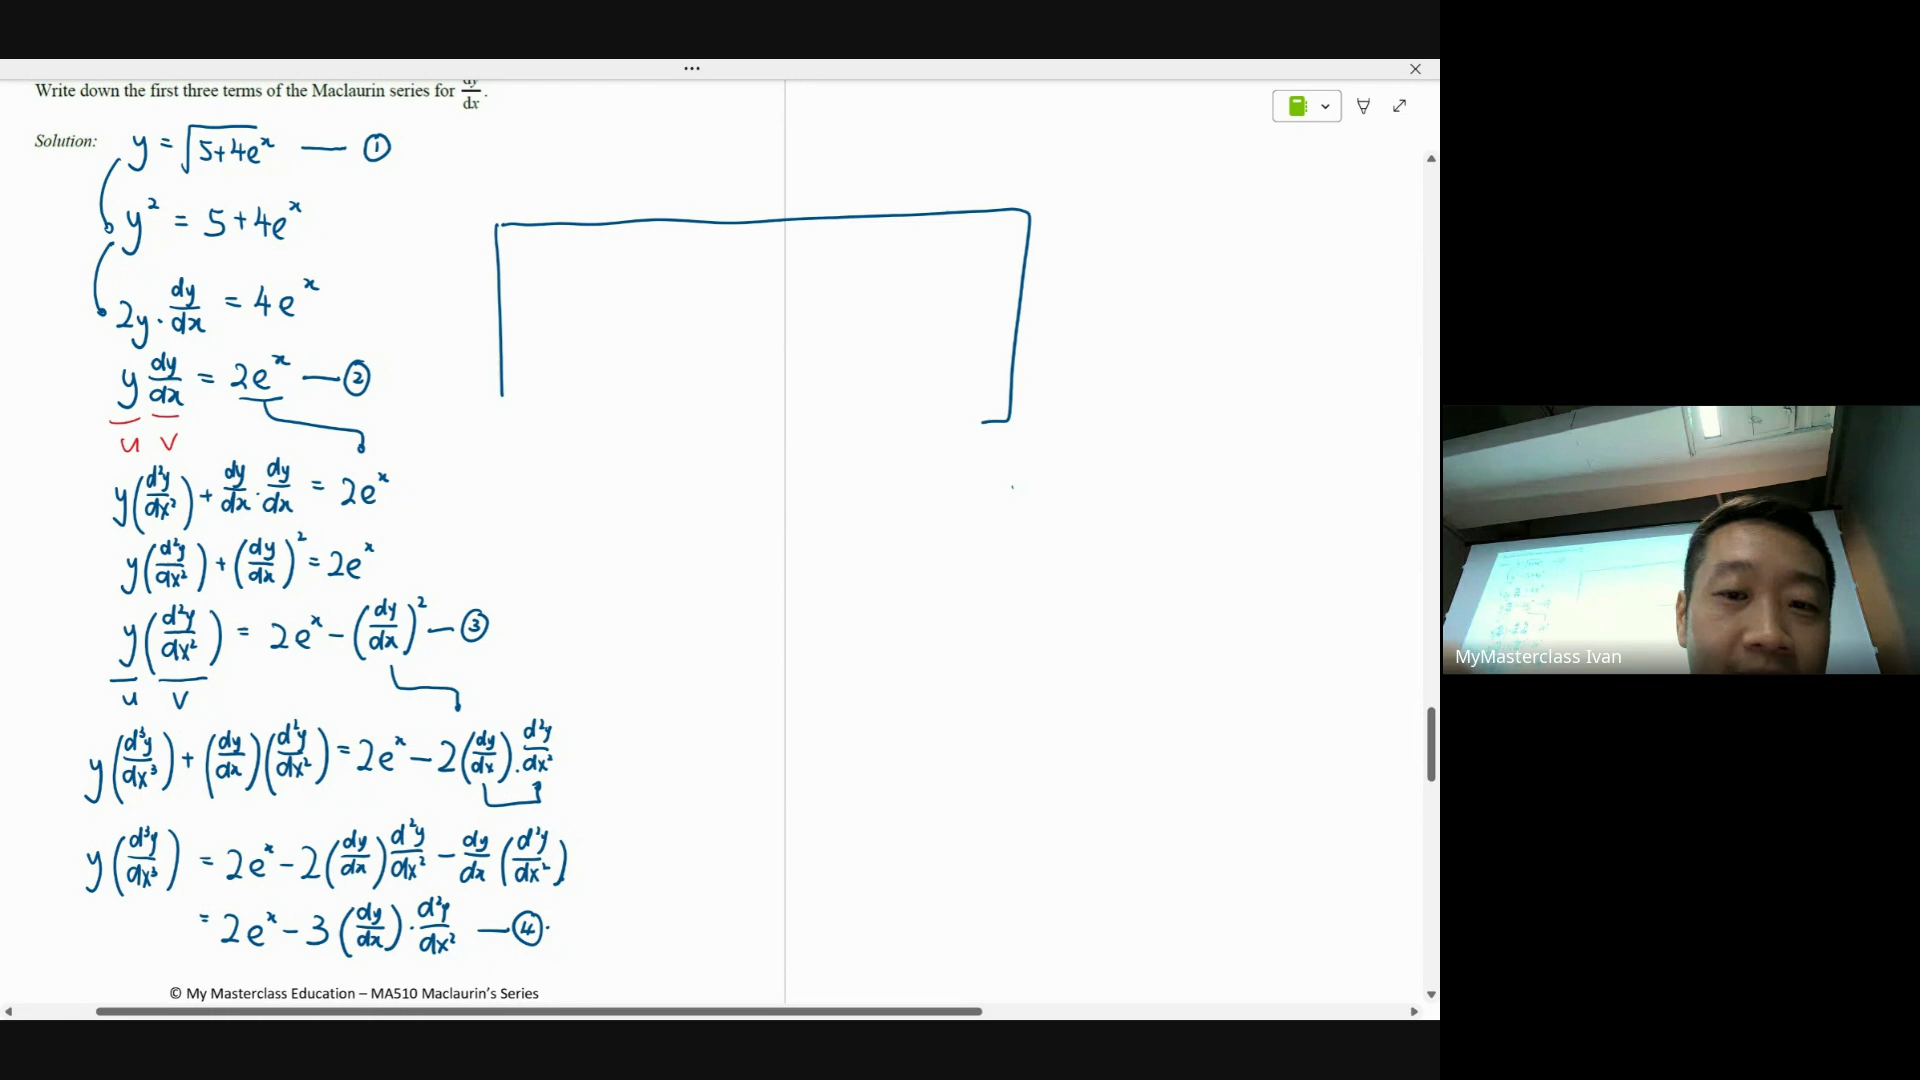 Write down the first three terms of the Maclaurin series for dy/dx.
Solution: y = √(5+4e^x) — ①
y² = 5+4e^x
2y · dy/dx = 4e^x
y dy/dx = 2e^x — ②
u v
y(d²y/dx²) + dy/dx · dy/dx = 2e^x
y(d²y/dx²) + (dy/dx)² = 2e^x
y(d²y/dx²) = 2e^x − (dy/dx)² — ③
u v
y(d³y/dx³) + (dy/dx)(d²y/dx²) = 2e^x − 2(dy/dx) · d²y/dx²
y(d³y/dx³) = 2e^x − 2(dy/dx) d²y/dx² − dy/dx (d²y/dx²)
= 2e^x − 3(dy/dx) · d²y/dx² — ④
© My Masterclass Education – MA510 Maclaurin’s Series
MyMasterclass Ivan